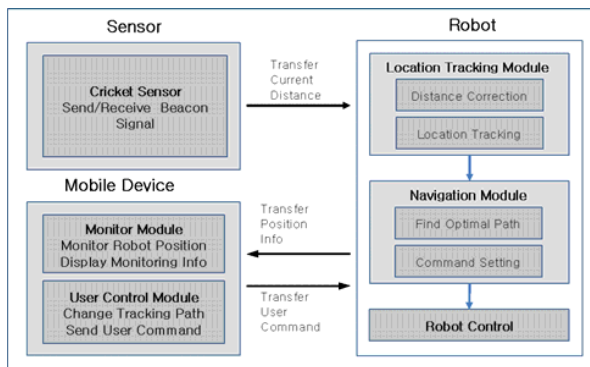 Sensor
Cricket Sensor
Send/Receive Beacon
Signal
Transfer
Current
Distance
Robot
Location Tracking Module
Distance Correction
Location Tracking
Navigation Module
Find Optimal Path
Command Setting
Robot Control
Mobile Device
Monitor Module
Monitor Robot Position
Display Monitoring Info
User Control Module
Change Tracking Path
Send User Command
Transfer
Position
Info
Transfer
User
Command